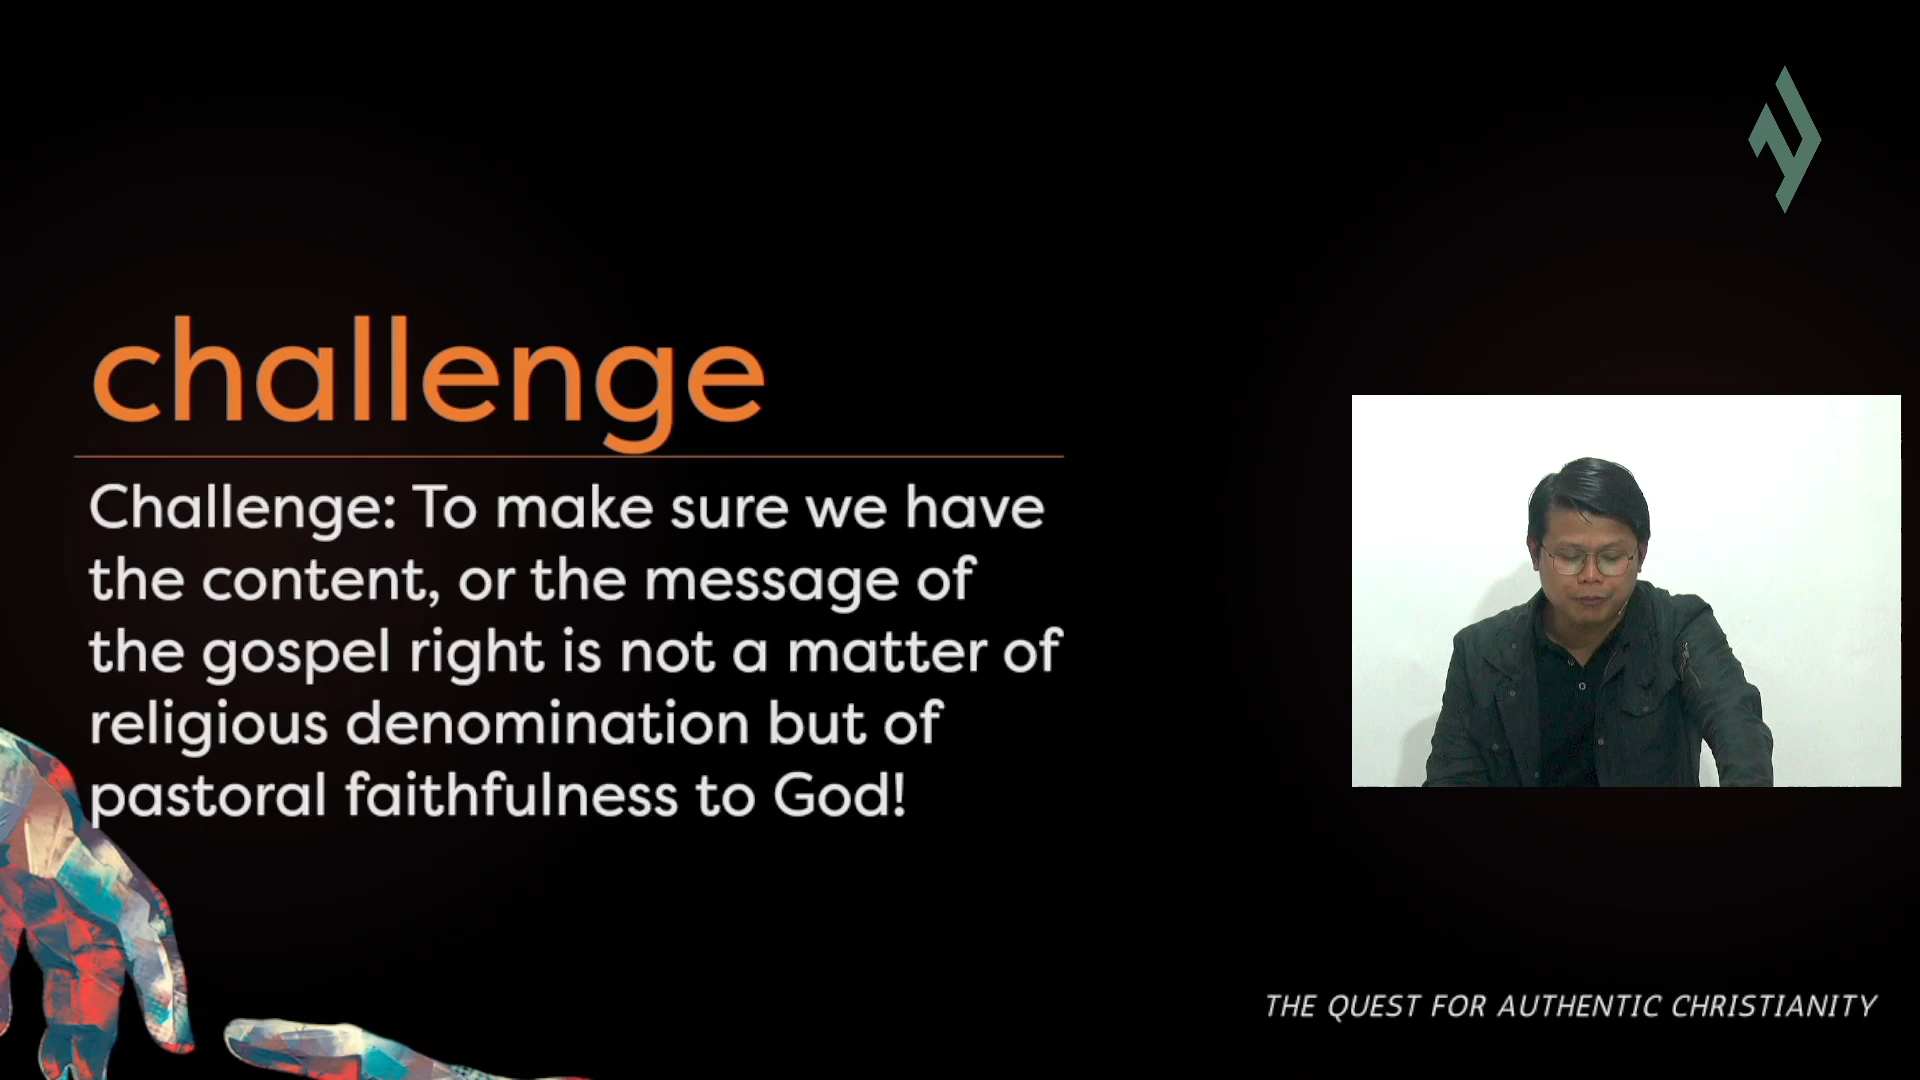 challenge
Challenge: To make sure we have
the content, or the message of
the gospel right is not a matter of
religious denomination but of
pastoral faithfulness to God!
THE QUEST FOR AUTHENTIC CHRISTIANITY